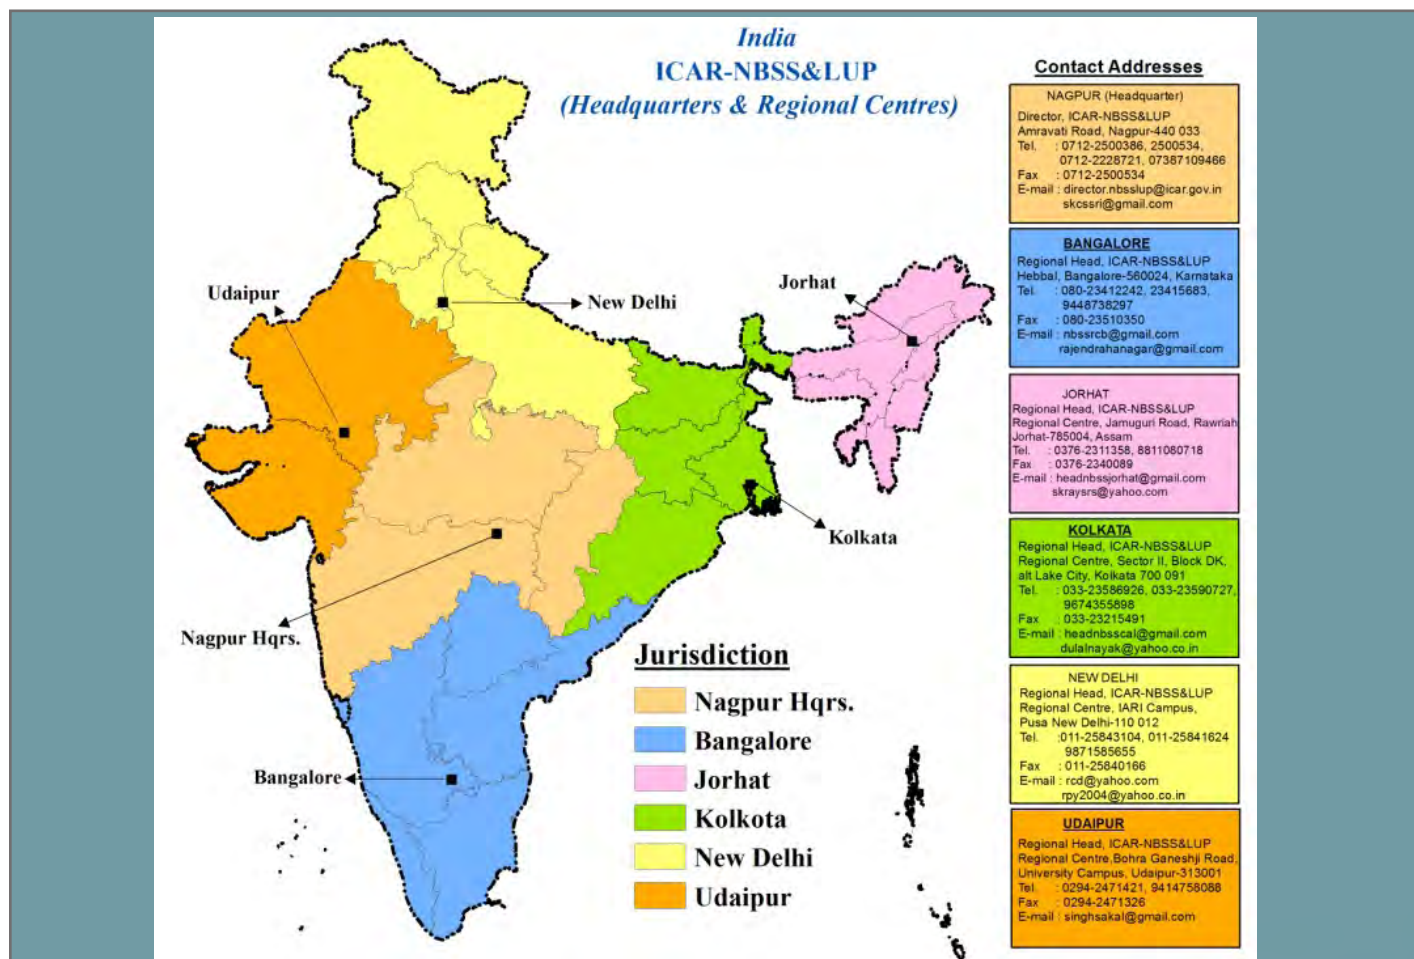 India
ICAR-NBSS&LUP
(Headquarters & Regional Centres)
Udaipur
New Delhi
Jorhat
Kolkata
Nagpur Hqrs.
Bangalore
Jurisdiction
Nagpur Hqrs.
Bangalore
Jorhat
Kolkota
New Delhi
Udaipur
Contact Addresses
NAGPUR (Headquarter)
Director, ICAR-NBSS&LUP
Amravati Road, Nagpur-440 033
Tel. : 0712-2500386, 2500534,
0712-2228721, 07387109466
Fax : 0712-2500534
E-mail : director.nbsslup@icar.gov.in
skcssri@gmail.com
BANGALORE
Regional Head, ICAR-NBSS&LUP
Hebbal, Bangalore-560024, Karnataka
Tel. : 080-23412242, 23415683,
9448738297
Fax : 080-23510350
E-mail : nbssrcb@gmail.com
rajendrahanagar@gmail.com
JORHAT
Regional Head, ICAR-NBSS&LUP
Regional Centre, Jamuguri Road, Rawriah
Jorhat-785004, Assam
Tel. : 0376-2311358, 8811080718
Fax : 0376-2340089
E-mail : headnbssjorhat@gmail.com
skraysrs@yahoo.com
KOLKATA
Regional Head, ICAR-NBSS&LUP
Regional Centre, Sector II, Block DK,
alt Lake City, Kolkata 700 091
Tel. : 033-23586926, 033-23590727,
9674355898
Fax : 033-23215491
E-mail : headnbsscal@gmail.com
dulalnayak@yahoo.co.in
NEW DELHI
Regional Head, ICAR-NBSS&LUP
Regional Centre, IARI Campus,
Pusa New Delhi-110 012
Tel. :011-25843104, 011-25841624
9871585655
Fax : 011-25840166
E-mail : rcd@yahoo.com
rpy2004@yahoo.co.in
UDAIPUR
Regional Head, ICAR-NBSS&LUP
Regional Centre,Bohra Ganeshji Road,
University Campus, Udaipur-313001
Tel. : 0294-2471421, 9414758088
Fax : 0294-2471326
E-mail : singhsakal@gmail.com